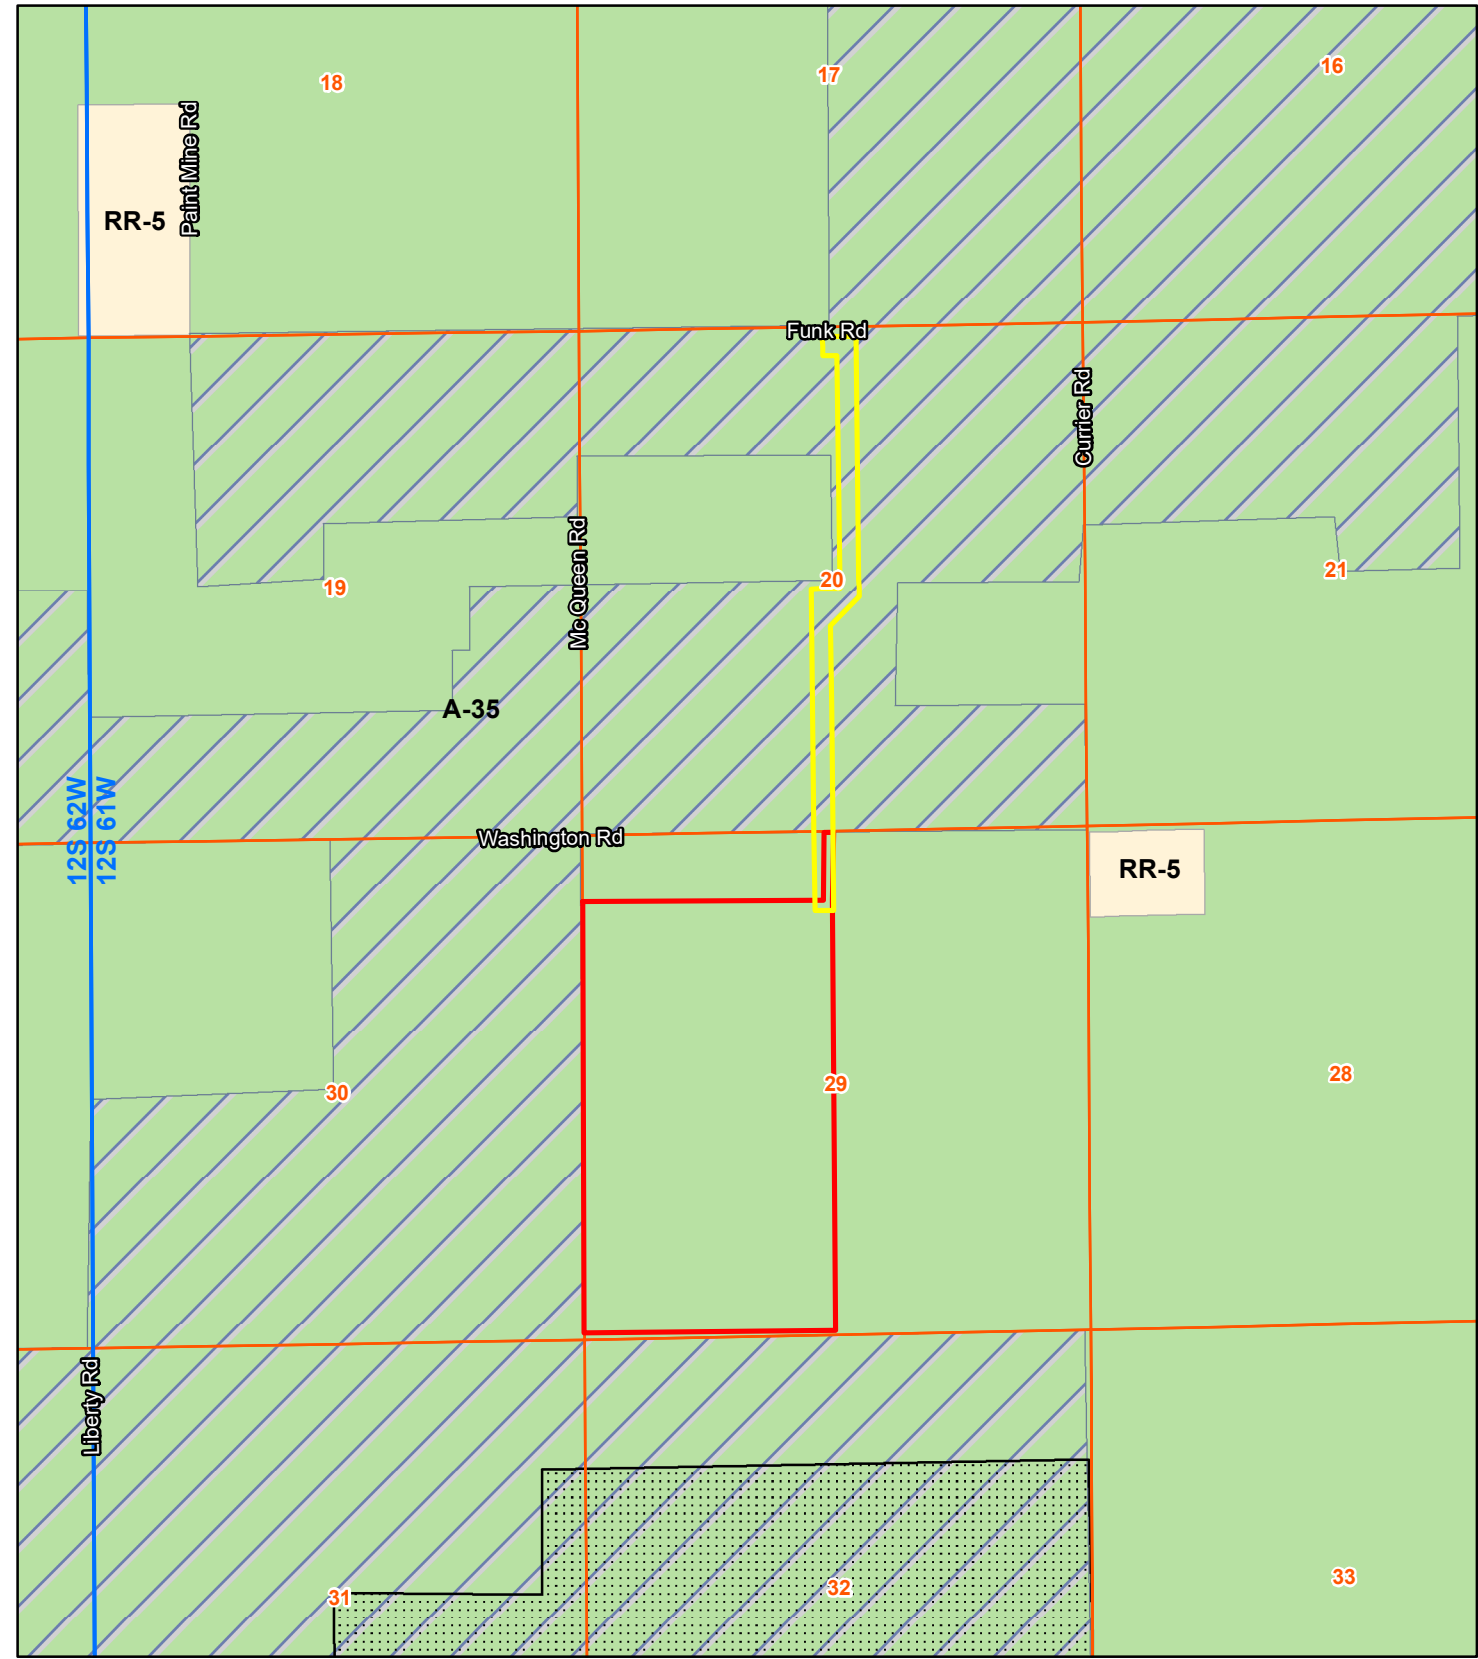 18
17
16
Paint Mine Rd
RR-5
Funk Rd
Currier Rd
Mc Queen Rd
19
20
21
A-35
12S 62W
12S 61W
Washington Rd
RR-5
30
29
28
Liberty Rd
31
32
33